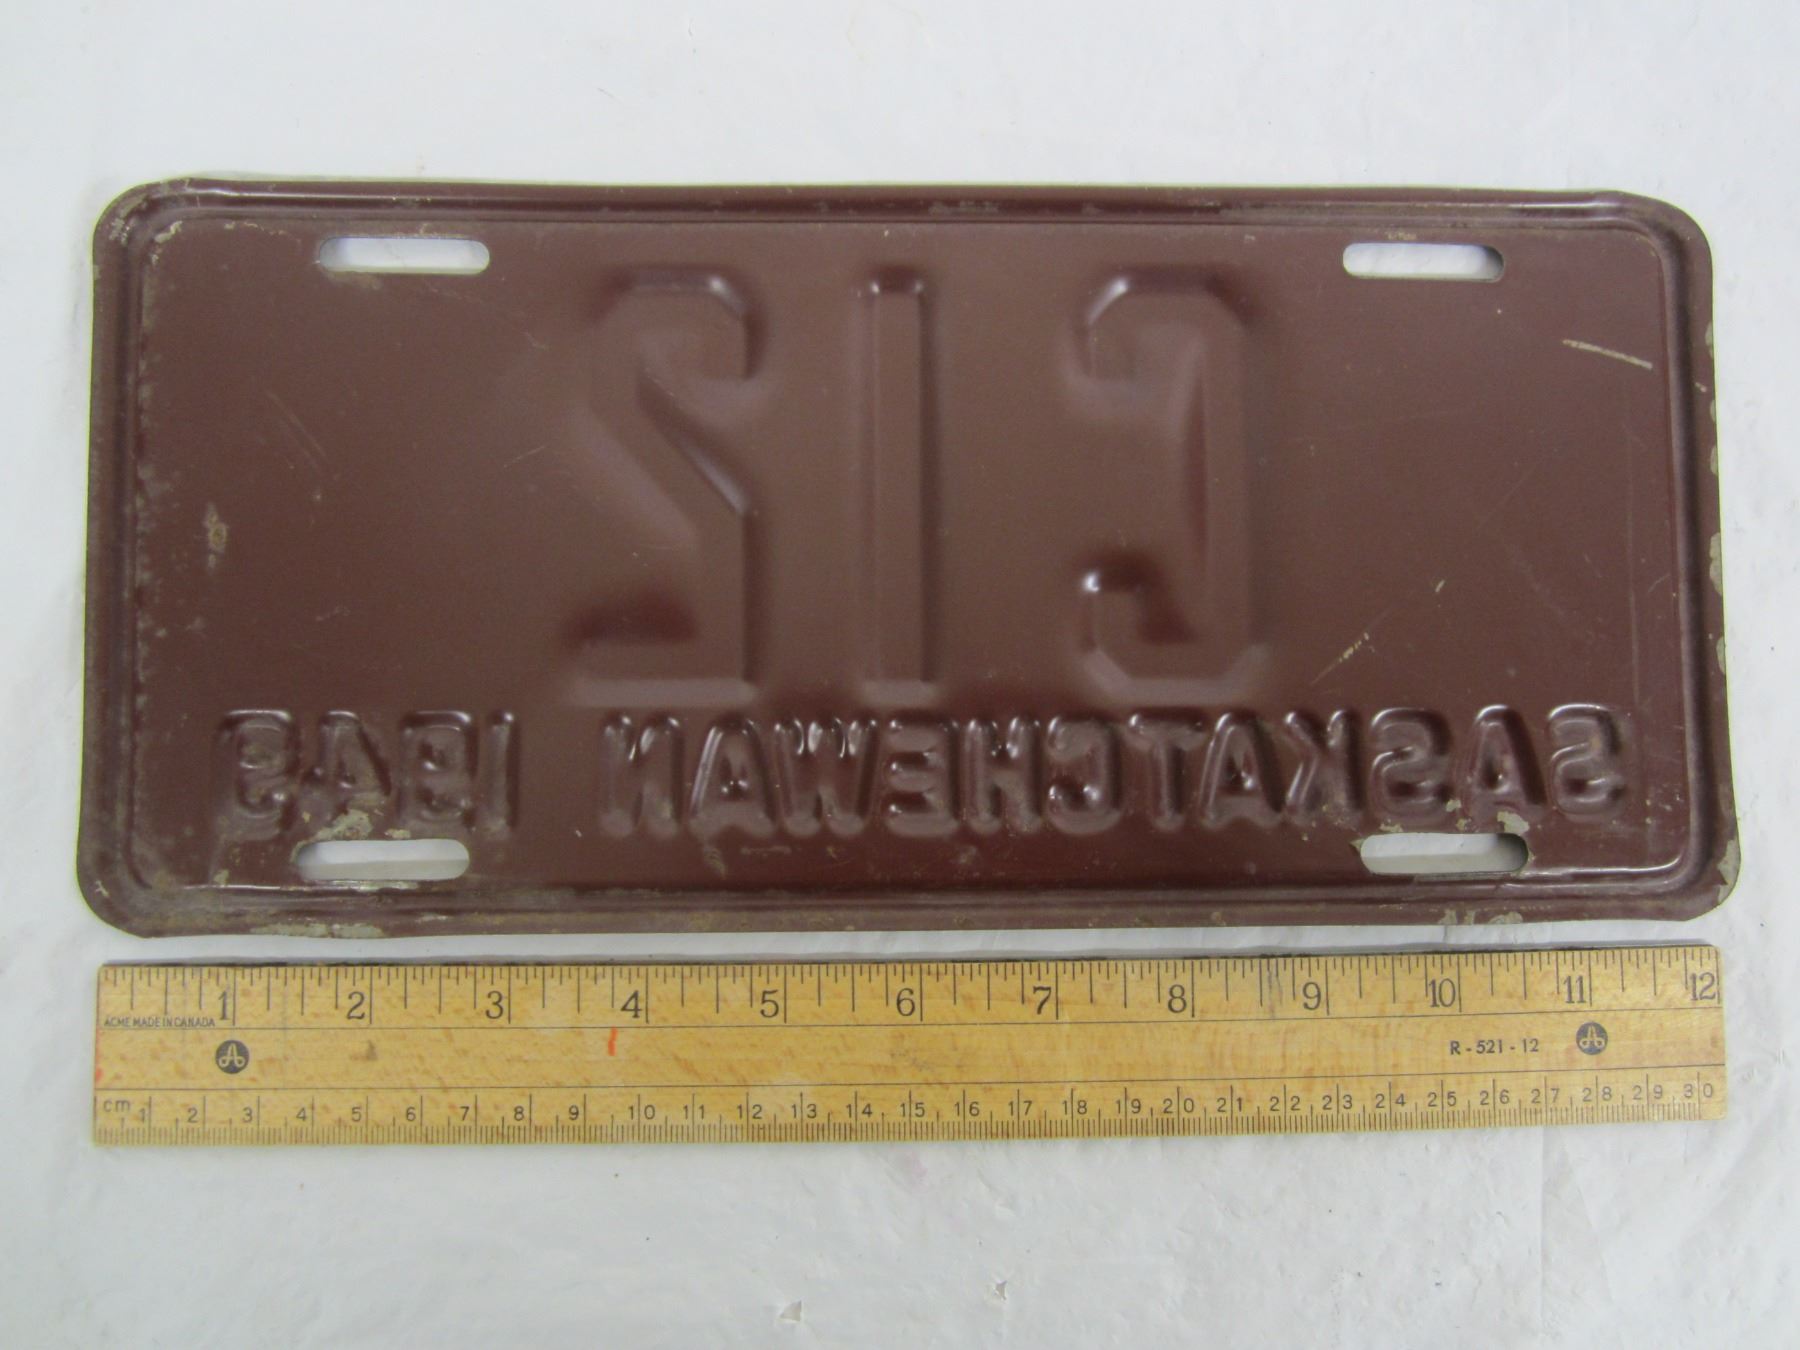 C12
SASKATCHEWAN 1949
1 2 3 4 5 6 7 8 9 10 11 12
ACME MADE IN CANADA
R-521-12
cm 1 2 3 4 5 6 7 8 9 10 11 12 13 14 15 16 17 18 19 20 21 22 23 24 25 26 27 28 29 30